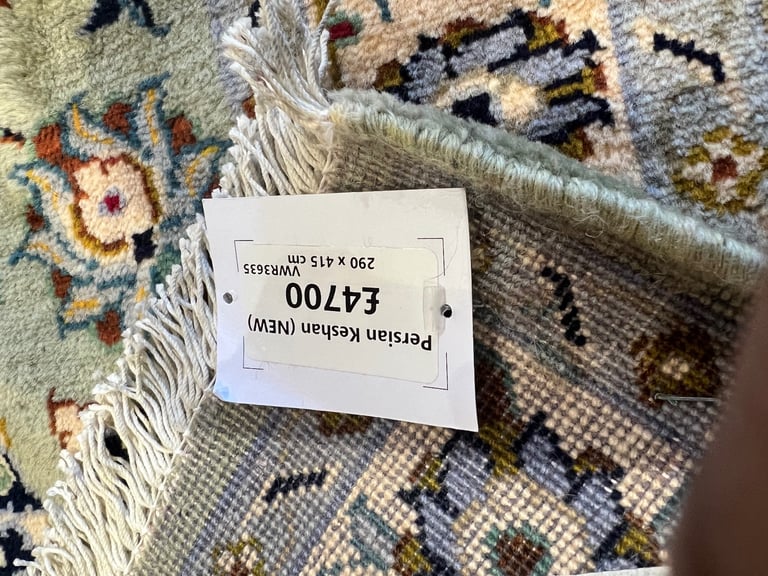 Persian Keshan (NEW)
£4700
VWR3635
290 x 415 cm